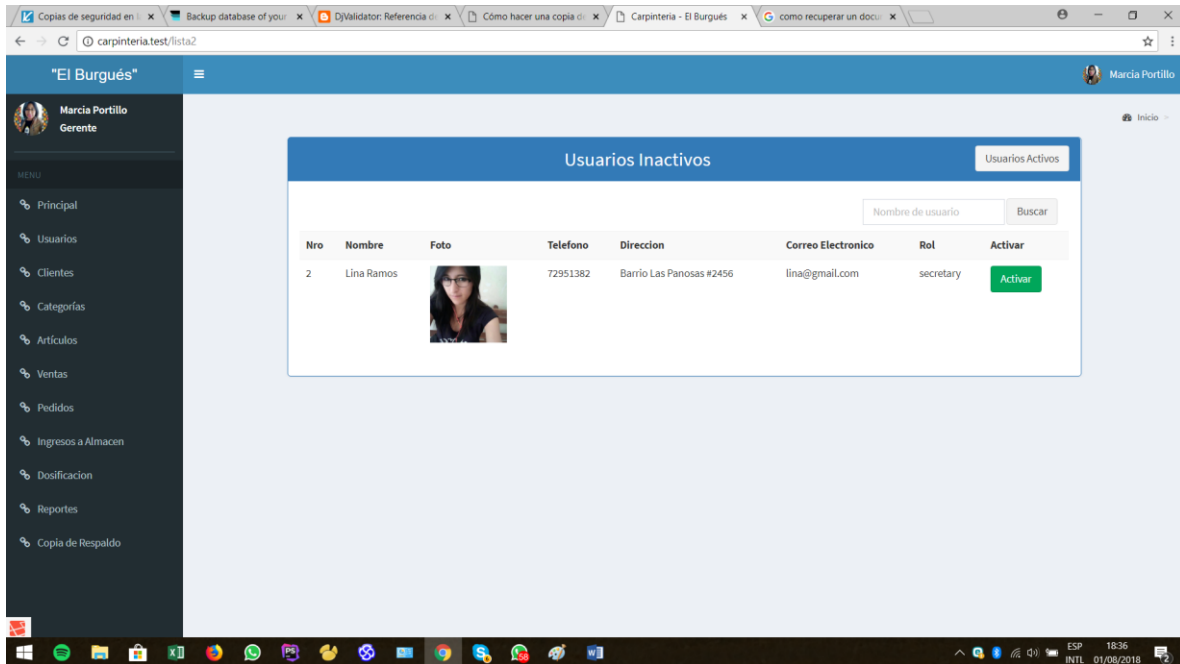 Copias de seguridad en l
Backup database of your
DjValidator: Referencia de
Cómo hacer una copia de
Carpinteria - El Burgués
como recuperar un docu
carpinteria.test/lista2
"El Burgués"
Marcia Portillo
Marcia Portillo
Gerente
Inicio >
MENU
Principal
Usuarios
Clientes
Categorías
Artículos
Ventas
Pedidos
Ingresos a Almacen
Dosificacion
Reportes
Copia de Respaldo
Usuarios Inactivos
Usuarios Activos
Nombre de usuario Buscar
Nro Nombre Foto Telefono Direccion Correo Electronico Rol Activar
2 Lina Ramos 72951382 Barrio Las Panosas #2456 lina@gmail.com secretary Activar
ESP 18:36
INTL 01/08/2018